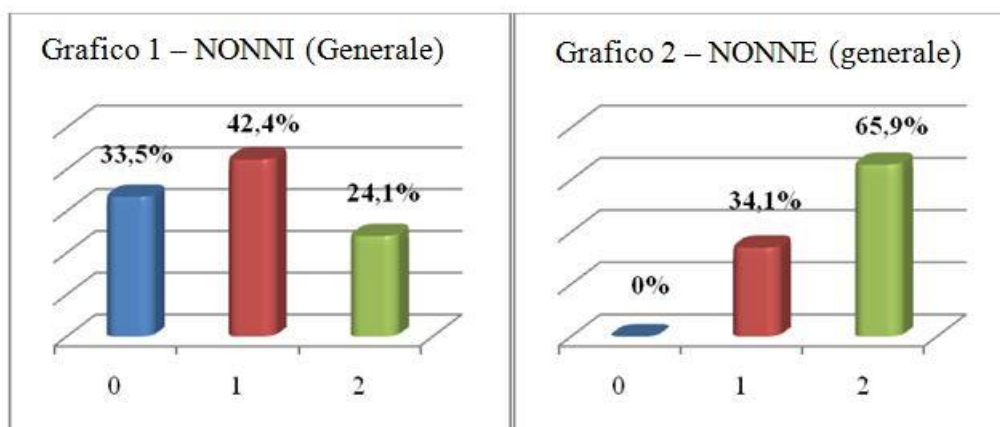 Grafico 1 – NONNI (Generale)
33,5%
42,4%
24,1%
0 1 2
Grafico 2 – NONNE (generale)
0%
34,1%
65,9%
0 1 2